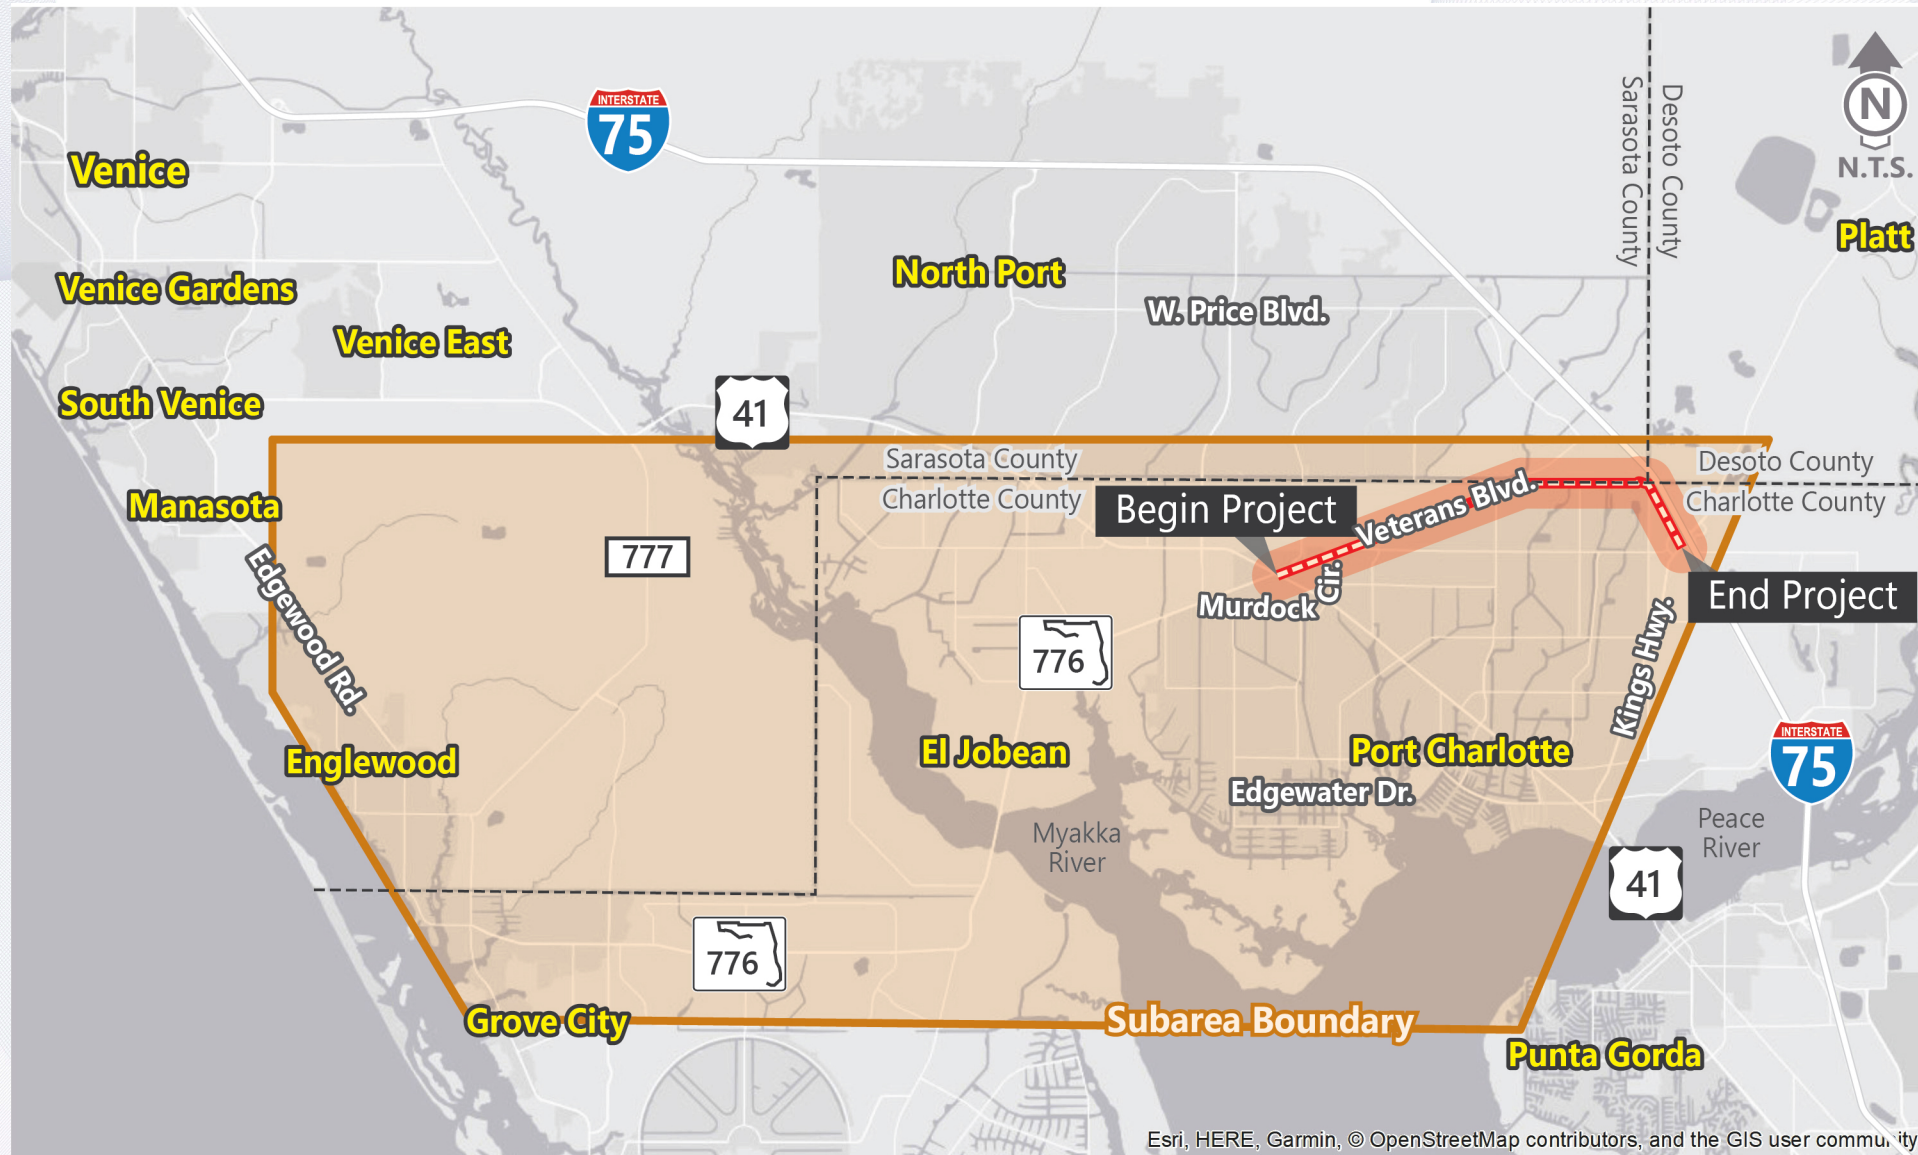 INTERSTATE
75
Sarasota County
Desoto County
N
N.T.S.
Venice
Platt
North Port
Venice Gardens
W. Price Blvd.
Venice East
South Venice
41
Sarasota County
Charlotte County
Desoto County
Charlotte County
Manasota
Begin Project
Veterans Blvd.
777
Edgewood Rd.
Murdock Cir.
End Project
Kings Hwy.
776
Englewood
El Jobean
Port Charlotte
INTERSTATE
75
Edgewater Dr.
Myakka
River
Peace
River
41
776
Grove City
Subarea Boundary
Punta Gorda
Esri, HERE, Garmin, © OpenStreetMap contributors, and the GIS user community